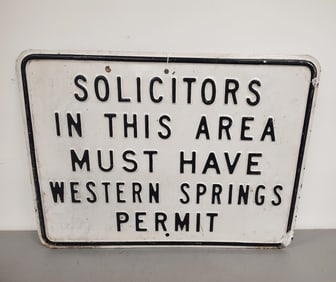 SOLICITORS
IN THIS AREA
MUST HAVE
WESTERN SPRINGS
PERMIT